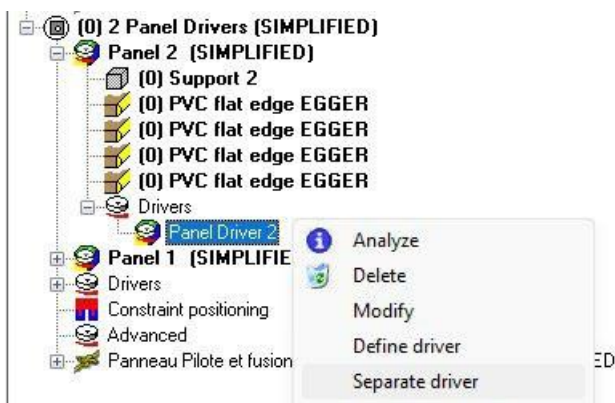 (0) 2 Panel Drivers (SIMPLIFIED)
Panel 2 (SIMPLIFIED)
(0) Support 2
(0) PVC flat edge EGGER
(0) PVC flat edge EGGER
(0) PVC flat edge EGGER
(0) PVC flat edge EGGER
Drivers
Panel Driver 2
Panel 1 (SIMPLIFIE
Drivers
Constraint positioning
Advanced
Panneau Pilote et fusion ED
Analyze
Delete
Modify
Define driver
Separate driver